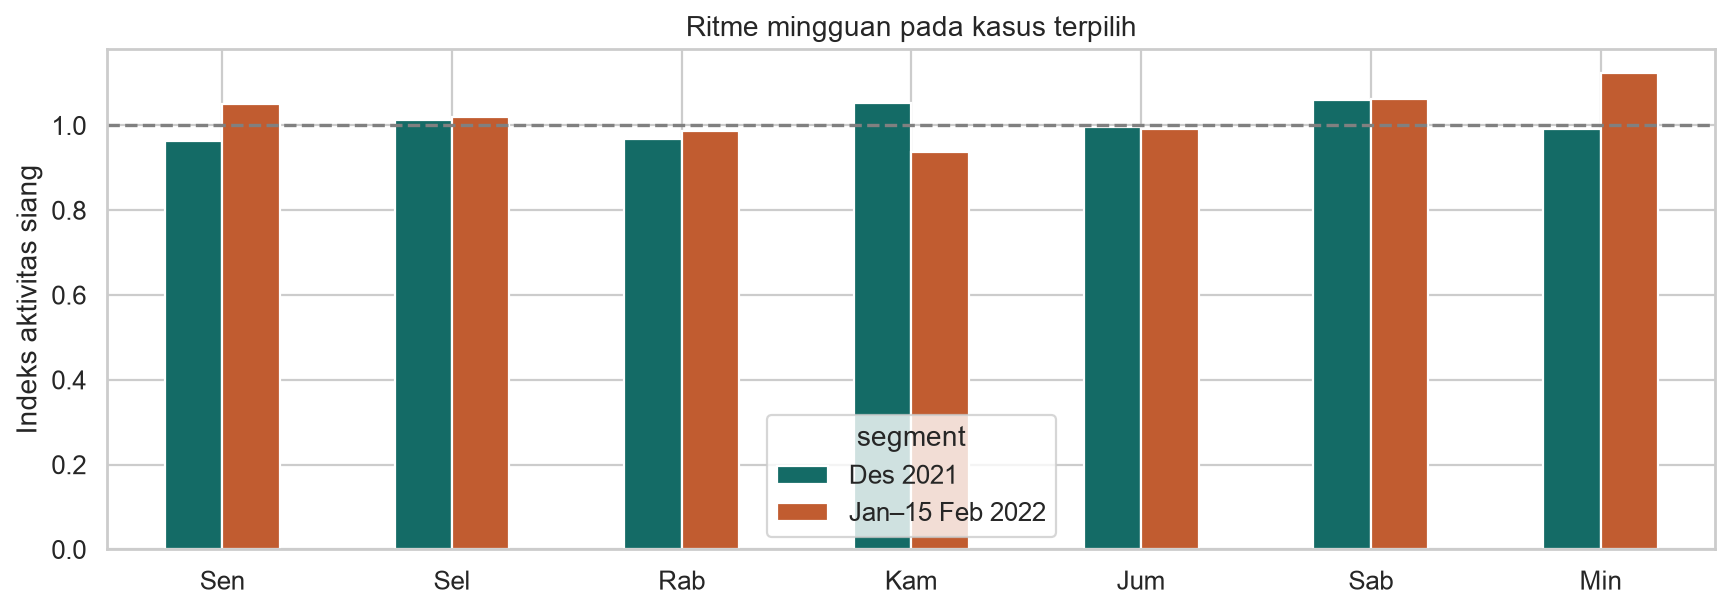 Ritme mingguan pada kasus terpilih
Indeks aktivitas siang
1.0
0.8
0.6
0.4
0.2
0.0
segment
Des 2021
Jan–15 Feb 2022
Sen Sel Rab Kam Jum Sab Min